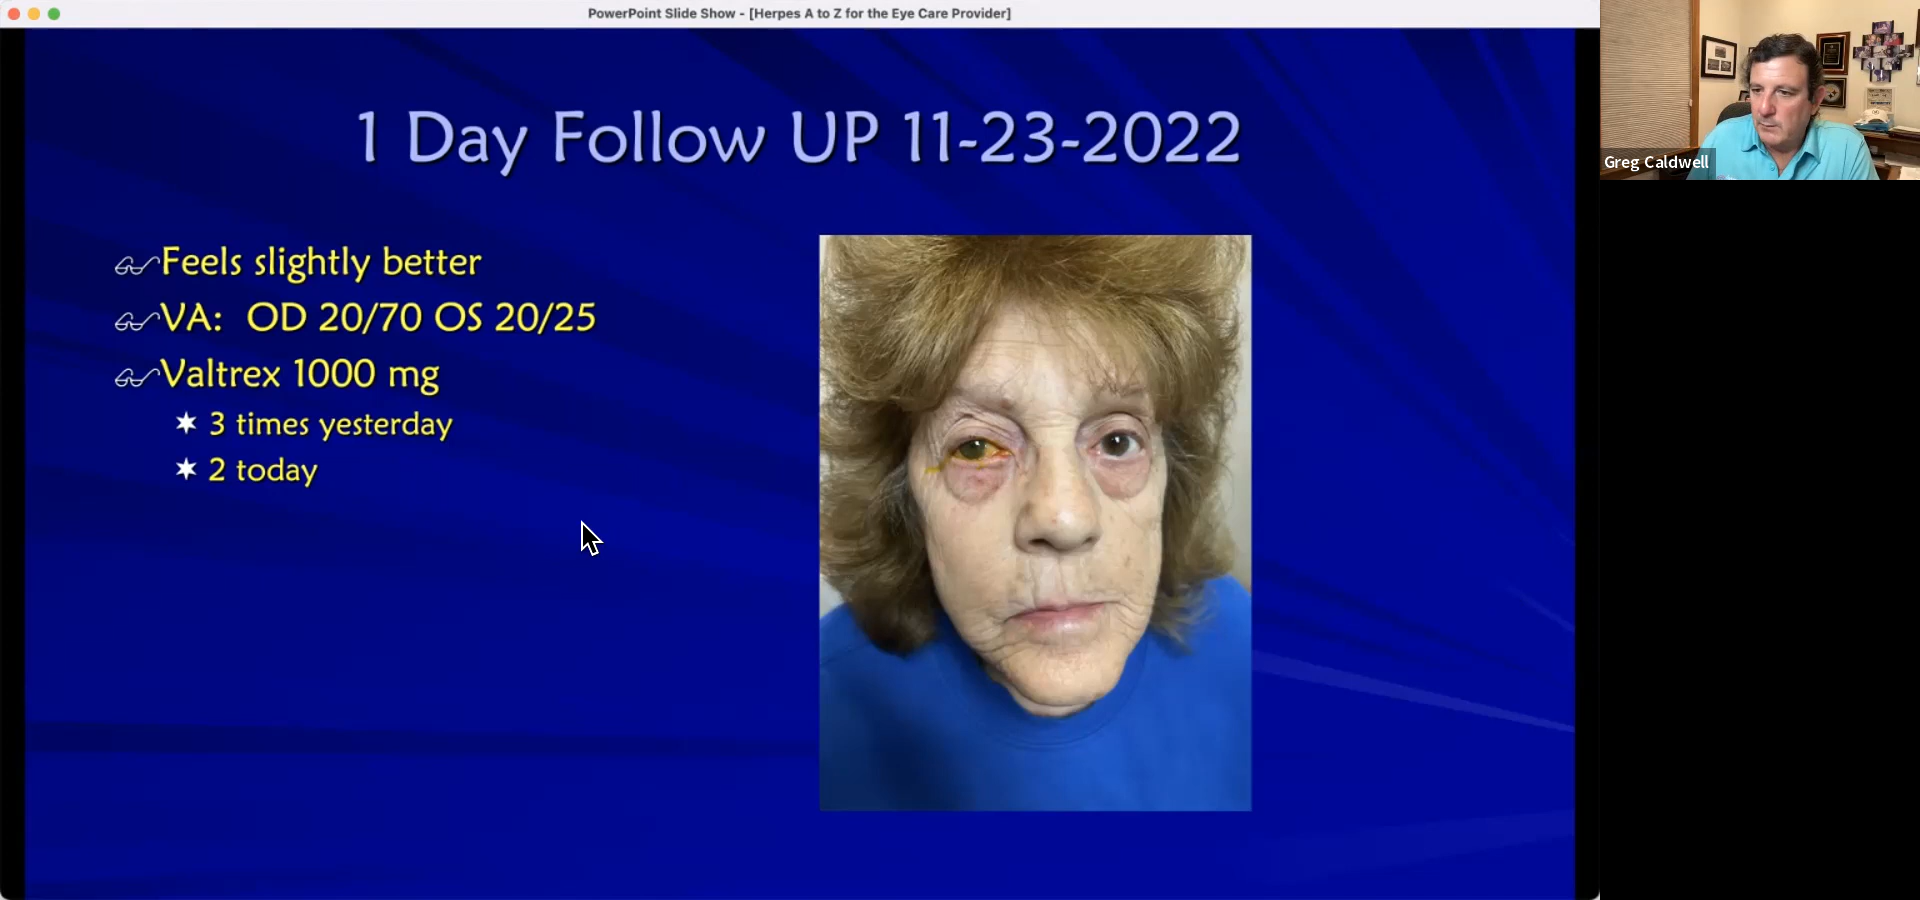 PowerPoint Slide Show - [Herpes A to Z for the Eye Care Provider]
1 Day Follow UP 11-23-2022
Feels slightly better
VA: OD 20/70 OS 20/25
Valtrex 1000 mg
3 times yesterday
2 today
Greg Caldwell